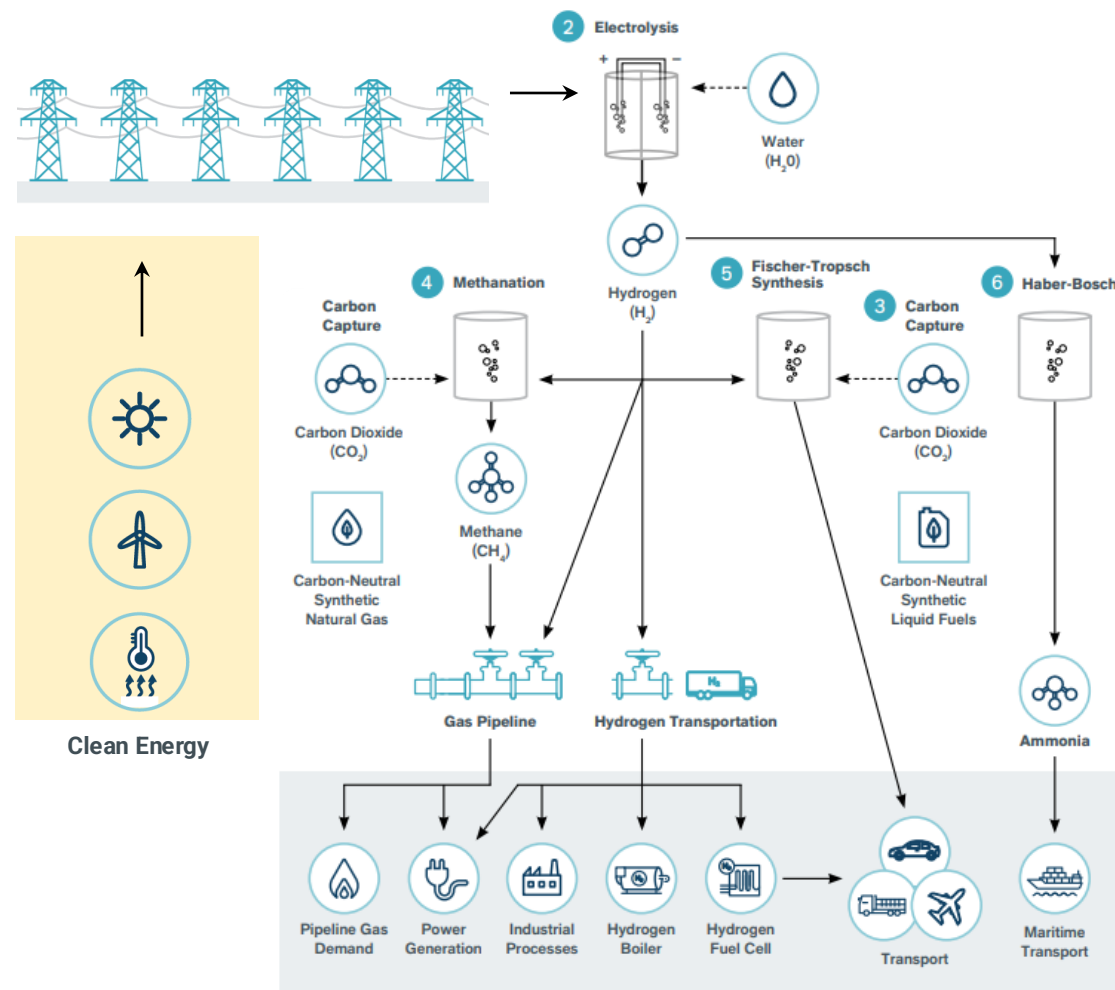 2 Electrolysis
+ −
Water
(H₂0)
Hydrogen
(H₂)
4 Methanation
Carbon
Capture
Carbon Dioxide
(CO₂)
Methane
(CH₄)
Carbon-Neutral
Synthetic
Natural Gas
5 Fischer-Tropsch
Synthesis
3 Carbon
Capture
Carbon Dioxide
(CO₂)
Carbon-Neutral
Synthetic
Liquid Fuels
6 Haber-Bosch
Ammonia
Clean Energy
Gas Pipeline
H₂
Hydrogen Transportation
Pipeline Gas
Demand
Power
Generation
Industrial
Processes
H₂
Hydrogen
Boiler
H₂
Hydrogen
Fuel Cell
Transport
Maritime
Transport